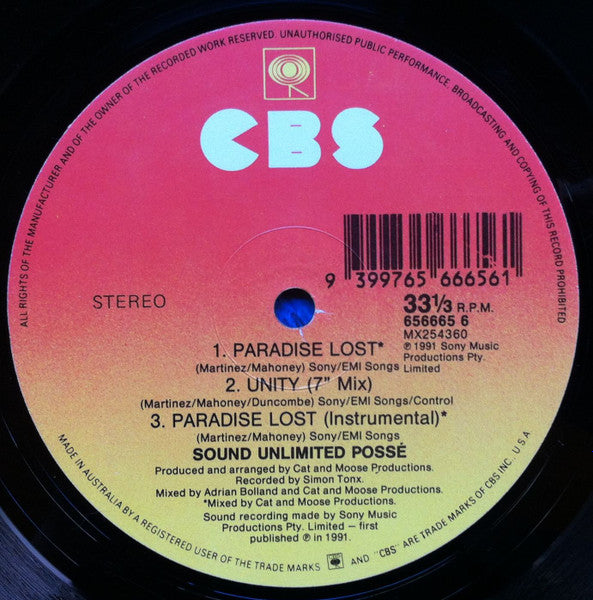 ALL RIGHTS OF THE MANUFACTURER AND OF THE OWNER OF THE RECORDED WORK RESERVED. UNAUTHORISED PUBLIC PERFORMANCE, BROADCASTING AND COPYING OF THIS RECORD PROHIBITED
CBS
STEREO
9 399765 666561
33 1/3 R.P.M.
656665 6
MX254360
℗ 1991 Sony Music
Productions Pty.
Limited
1. PARADISE LOST*
(Martinez/Mahoney) Sony/EMI Songs
2. UNITY (7" Mix)
(Martinez/Mahoney/Duncombe) Sony/EMI Songs/Control
3. PARADISE LOST (Instrumental)*
(Martinez/Mahoney) Sony/EMI Songs
SOUND UNLIMITED POSSÉ
Produced and arranged by Cat and Moose Productions.
Recorded by Simon Tonx.
Mixed by Adrian Bolland and Cat and Moose Productions.
*Mixed by Cat and Moose Productions.
Sound recording made by Sony Music
Productions Pty. Limited – first
published ℗ in 1991.
MADE IN AUSTRALIA BY A REGISTERED USER OF THE TRADE MARKS AND "CBS" ARE TRADE MARKS OF CBS INC. U.S.A